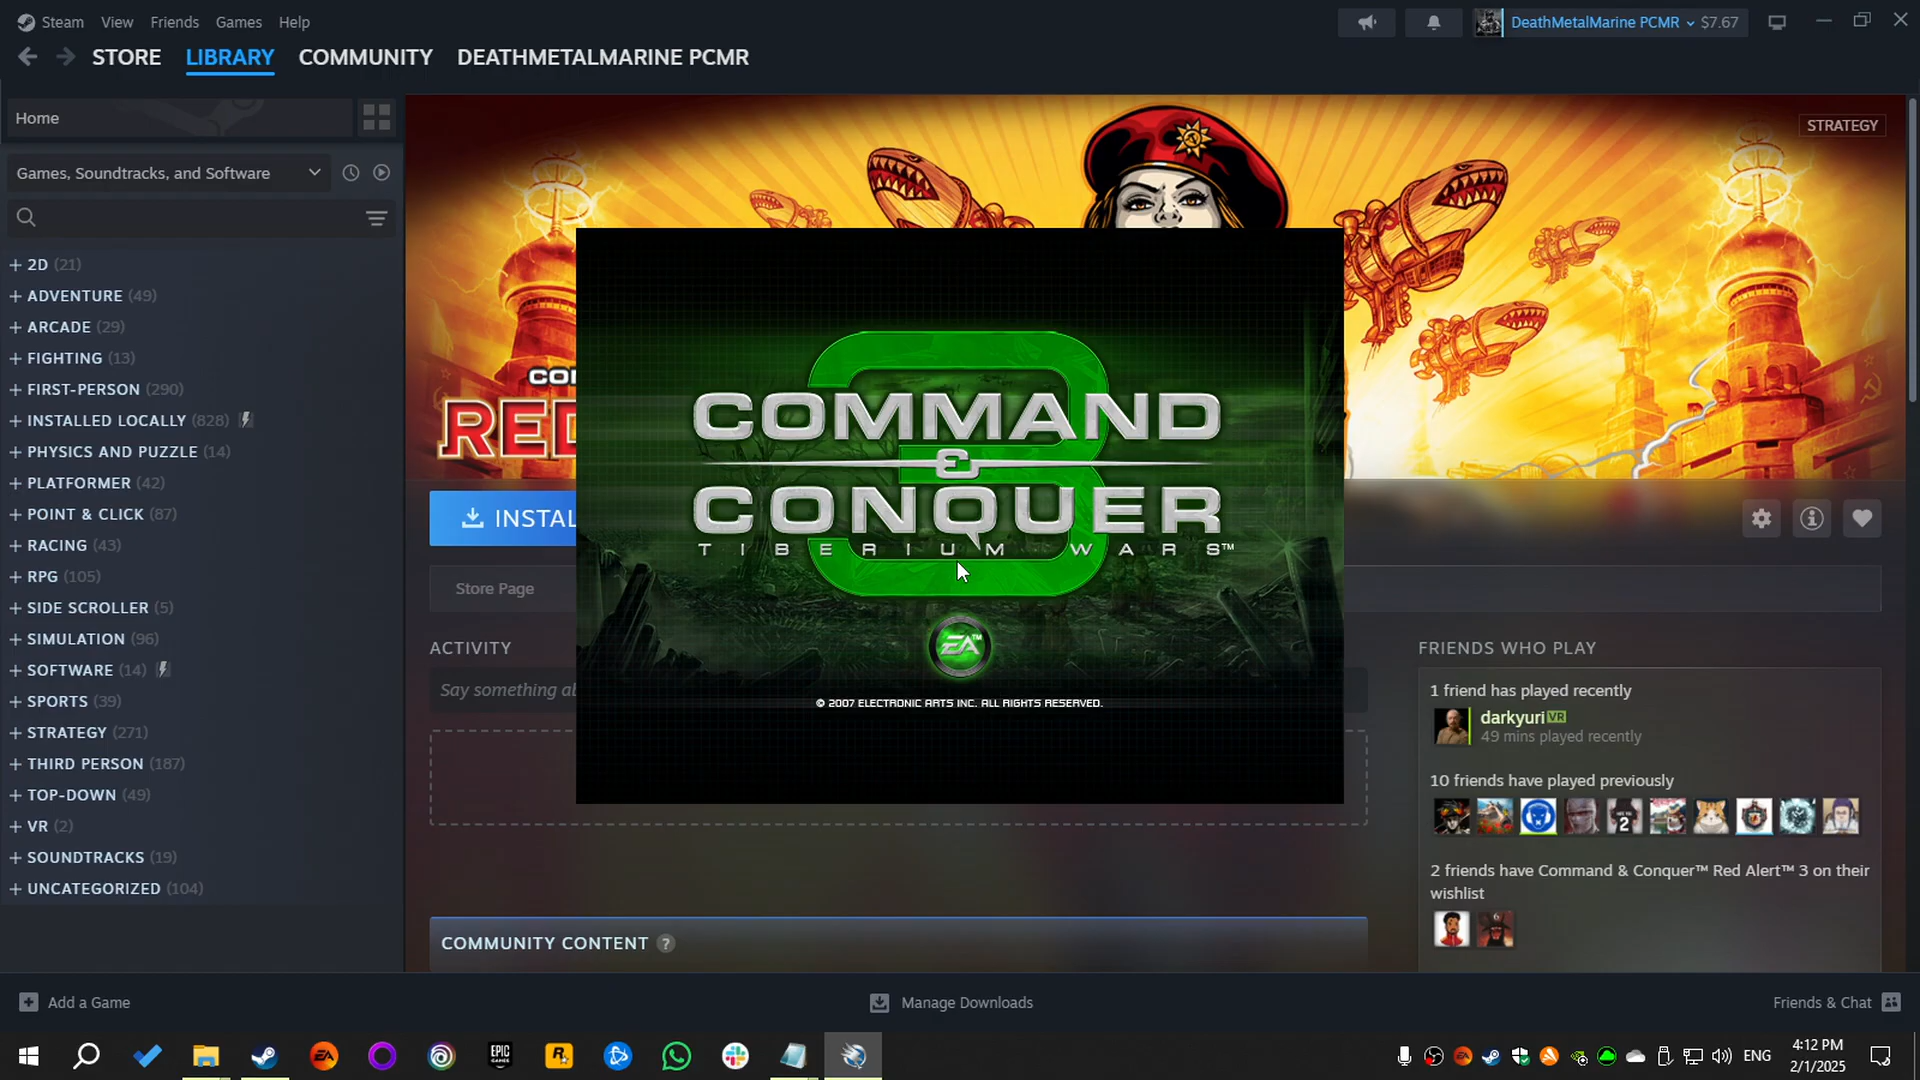 Steam View Friends Games Help
DeathMetalMarine PCMR $7.67
STORE LIBRARY COMMUNITY DEATHMETALMARINE PCMR
Home
STRATEGY
Games, Soundtracks, and Software
+ 2D (21)
+ ADVENTURE (49)
+ ARCADE (29)
+ FIGHTING (13)
+ FIRST-PERSON (290)
+ INSTALLED LOCALLY (828)
+ PHYSICS AND PUZZLE (14)
+ PLATFORMER (42)
+ POINT & CLICK (87)
+ RACING (43)
+ RPG (105)
+ SIDE SCROLLER (5)
+ SIMULATION (96)
+ SOFTWARE (14)
+ SPORTS (39)
+ STRATEGY (271)
+ THIRD PERSON (187)
+ TOP-DOWN (49)
+ VR (2)
+ SOUNDTRACKS (19)
+ UNCATEGORIZED (104)
RED
3
COMMAND
&
CONQUER
TIBERIUM WARS™
EA™
© 2007 ELECTRONIC ARTS INC. ALL RIGHTS RESERVED.
Store Page
ACTIVITY
Say something
COMMUNITY CONTENT ?
FRIENDS WHO PLAY
1 friend has played recently
darkyuri VR
49 mins played recently
10 friends have played previously
2 friends have Command & Conquer™ Red Alert™ 3 on their
wishlist
Add a Game
Manage Downloads
Friends & Chat
EA
EPIC
GAMES
R
ENG
4:12 PM
2/1/2025